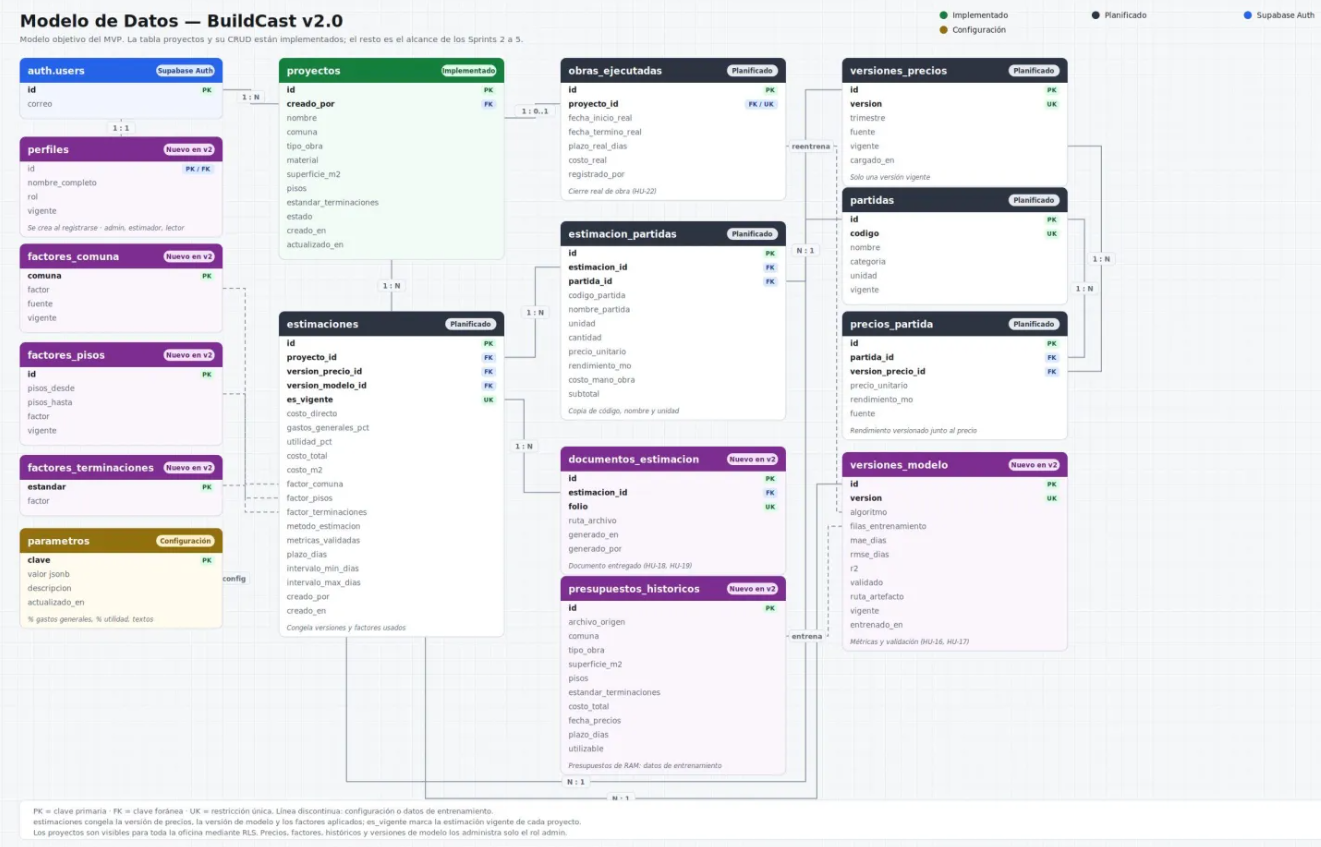 Modelo de Datos — BuildCast v2.0
Modelo objetivo del MVP. La tabla proyectos y su CRUD están implementados; el resto es el alcance de los Sprints 2 a 5.
Implementado
Planificado
Supabase Auth
Configuración
auth.users Supabase Auth
id PK
correo
1 : N
1 : 1
perfiles Nuevo en v2
id PK / FK
nombre_completo
rol
vigente
Se crea al registrarse · admin, estimador, lector
factores_comuna Nuevo en v2
comuna PK
factor
fuente
vigente
factores_pisos Nuevo en v2
id PK
pisos_desde
pisos_hasta
factor
vigente
factores_terminaciones Nuevo en v2
estandar PK
factor
parametros Configuración
clave PK
valor jsonb
descripcion
actualizado_en
% gastos generales, % utilidad, textos
config
proyectos Implementado
id PK
creado_por FK
nombre
comuna
tipo_obra
material
superficie_m2
pisos
estandar_terminaciones
estado
creado_en
actualizado_en
1 : 0..1
1 : N
estimaciones Planificado
id PK
proyecto_id FK
version_precio_id FK
version_modelo_id FK
es_vigente UK
costo_directo
gastos_generales_pct
utilidad_pct
costo_total
costo_m2
factor_comuna
factor_pisos
factor_terminaciones
metodo_estimacion
metricas_validadas
plazo_dias
intervalo_min_dias
intervalo_max_dias
creado_por
creado_en
Congela versiones y factores usados
1 : N
1 : N
obras_ejecutadas Planificado
id PK
proyecto_id FK / UK
fecha_inicio_real
fecha_termino_real
plazo_real_dias
costo_real
registrado_por
Cierre real de obra (HU-22)
reentrena
estimacion_partidas Planificado
id PK
estimacion_id FK
partida_id FK
codigo_partida
nombre_partida
unidad
cantidad
precio_unitario
rendimiento_mo
costo_mano_obra
subtotal
Copia de código, nombre y unidad
N : 1
documentos_estimacion Nuevo en v2
id PK
estimacion_id FK
folio UK
ruta_archivo
generado_en
generado_por
Documento entregado (HU-18, HU-19)
presupuestos_historicos Nuevo en v2
id PK
archivo_origen
comuna
tipo_obra
superficie_m2
pisos
estandar_terminaciones
costo_total
fecha_precios
plazo_dias
utilizable
Presupuestos de RAM: datos de entrenamiento
entrena
N : 1
N : 1
versiones_precios Planificado
id PK
version UK
trimestre
fuente
vigente
cargado_en
Solo una versión vigente
partidas Planificado
id PK
codigo UK
nombre
categoria
unidad
vigente
1 : N
1 : N
precios_partida Planificado
id PK
partida_id FK
version_precio_id FK
precio_unitario
rendimiento_mo
fuente
Rendimiento versionado junto al precio
versiones_modelo Nuevo en v2
id PK
version UK
algoritmo
filas_entrenamiento
mae_dias
rmse_dias
r2
validado
ruta_artefacto
vigente
entrenado_en
Métricas y validación (HU-16, HU-17)
PK = clave primaria · FK = clave foránea · UK = restricción única. Línea discontinua: configuración o datos de entrenamiento.
estimaciones congela la versión de precios, la versión de modelo y los factores aplicados; es_vigente marca la estimación vigente de cada proyecto.
Los proyectos son visibles para toda la oficina mediante RLS. Precios, factores, históricos y versiones de modelo los administra solo el rol admin.